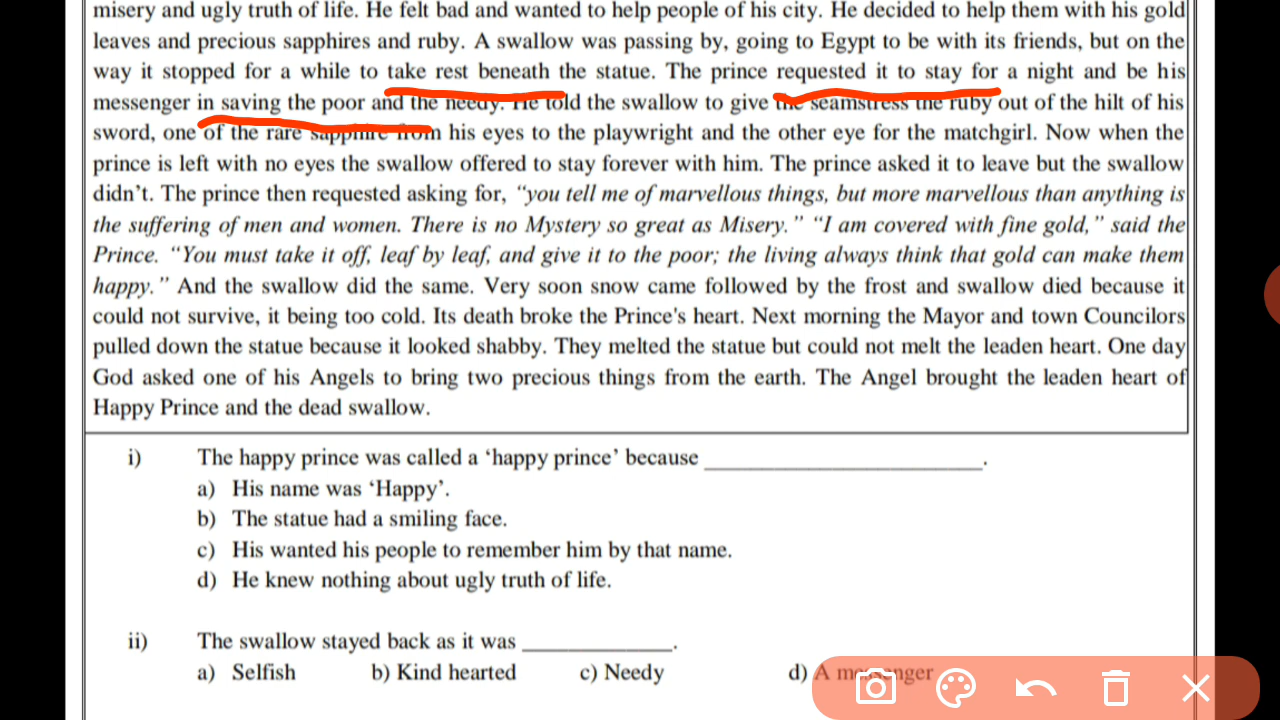 misery and ugly truth of life. He felt bad and wanted to help people of his city. He decided to help them with his gold
leaves and precious sapphires and ruby. A swallow was passing by, going to Egypt to be with its friends, but on the
way it stopped for a while to take rest beneath the statue. The prince requested it to stay for a night and be his
messenger in saving the poor and the needy. He told the swallow to give the seamstress the ruby out of the hilt of his
sword, one of the rare sapphire from his eyes to the playwright and the other eye for the matchgirl. Now when the
prince is left with no eyes the swallow offered to stay forever with him. The prince asked it to leave but the swallow
didn’t. The prince then requested asking for, “you tell me of marvellous things, but more marvellous than anything is
the suffering of men and women. There is no Mystery so great as Misery.” “I am covered with fine gold,” said the
Prince. “You must take it off, leaf by leaf, and give it to the poor; the living always think that gold can make them
happy.” And the swallow did the same. Very soon snow came followed by the frost and swallow died because it
could not survive, it being too cold. Its death broke the Prince's heart. Next morning the Mayor and town Councilors
pulled down the statue because it looked shabby. They melted the statue but could not melt the leaden heart. One day
God asked one of his Angels to bring two precious things from the earth. The Angel brought the leaden heart of
Happy Prince and the dead swallow.
i) The happy prince was called a ‘happy prince’ because ____________________________.
a) His name was ‘Happy’.
b) The statue had a smiling face.
c) His wanted his people to remember him by that name.
d) He knew nothing about ugly truth of life.
ii) The swallow stayed back as it was _______________.
a) Selfish b) Kind hearted c) Needy d) A messenger